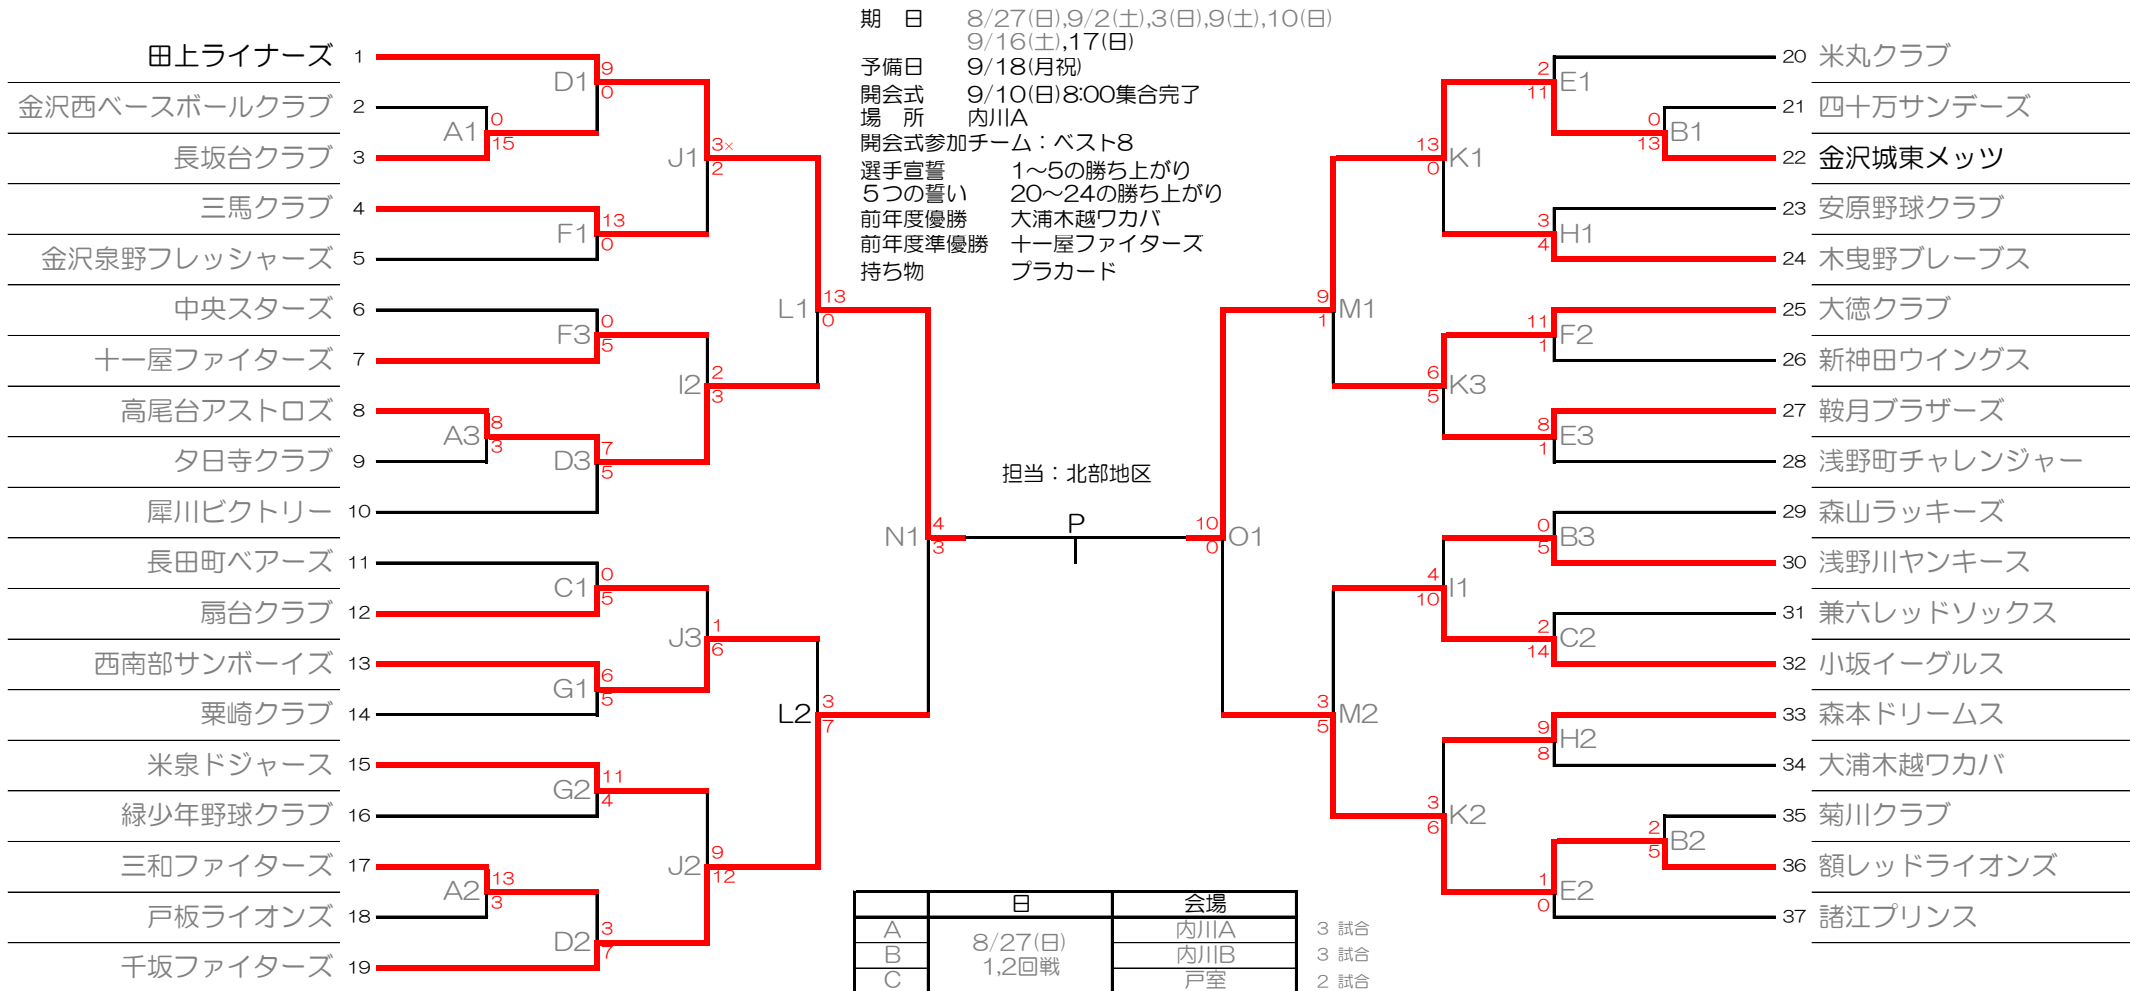 期　日　8/27(日),9/2(土),3(日),9(土),10(日)
9/16(土),17(日)
予備日　9/18(月祝)
開会式　9/10(日)8:00集合完了
場　所　内川A
開会式参加チーム：ベスト8
選手宣誓　1～5の勝ち上がり
5つの誓い　20～24の勝ち上がり
前年度優勝　大浦木越ワカバ
前年度準優勝　十一屋ファイターズ
持ち物　プラカード
田上ライナーズ 1
金沢西ベースボールクラブ 2
長坂台クラブ 3
三馬クラブ 4
金沢泉野フレッシャーズ 5
中央スターズ 6
十一屋ファイターズ 7
高尾台アストロズ 8
夕日寺クラブ 9
犀川ビクトリー 10
長田町ベアーズ 11
扇台クラブ 12
西南部サンボーイズ 13
粟崎クラブ 14
米泉ドジャース 15
緑少年野球クラブ 16
三和ファイターズ 17
戸板ライオンズ 18
千坂ファイターズ 19
A1 0 15
A3 8 3
A2 13 3
D1 9 0
F1 13 0
F3 0 5
D3 7 5
C1 0 5
G1 6 5
G2 11 4
D2 3 7
J1 3× 2
I2 2 3
J3 1 6
J2 9 12
L1 13 0
L2 3 7
N1 4 3
担当：北部地区
P
10 0 O1
9 1 M1
3 5 M2
13 0 K1
6 5 K3
4 10 I1
3 6 K2
2 11 E1
3 4 H1
11 1 F2
8 1 E3
0 5 B3
2 14 C2
9 8 H2
1 0 E2
0 13 B1
2 5 B2
20 米丸クラブ
21 四十万サンデーズ
22 金沢城東メッツ
23 安原野球クラブ
24 木曳野ブレーブス
25 大徳クラブ
26 新神田ウイングス
27 鞍月ブラザーズ
28 浅野町チャレンジャー
29 森山ラッキーズ
30 浅野川ヤンキース
31 兼六レッドソックス
32 小坂イーグルス
33 森本ドリームス
34 大浦木越ワカバ
35 菊川クラブ
36 額レッドライオンズ
37 諸江プリンス
日 会場
A 8/27(日) 内川A 3 試合
B 1,2回戦 内川B 3 試合
C 戸室 2 試合